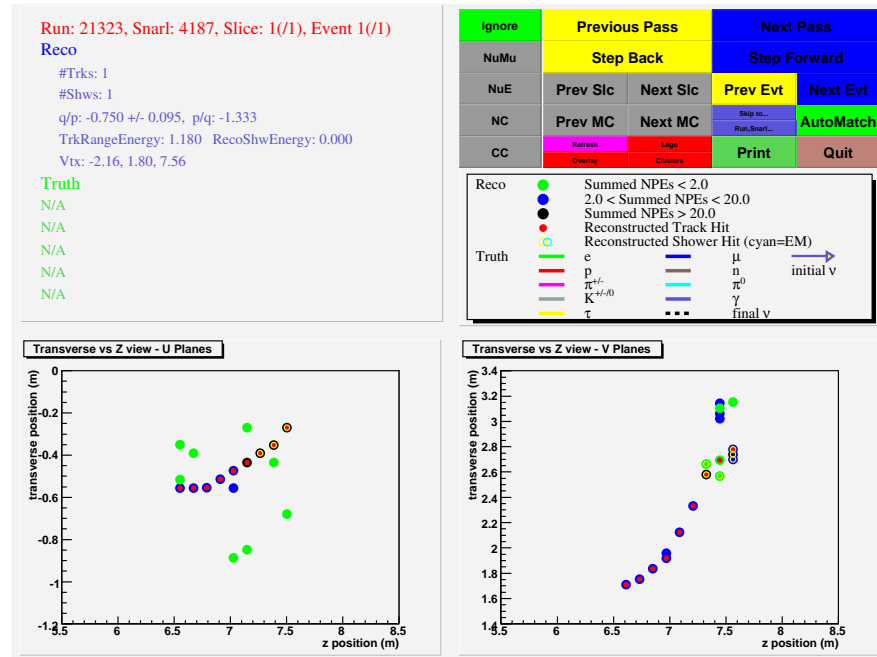 Run: 21323, Snarl: 4187, Slice: 1(/1), Event 1(/1)
Reco
#Trks: 1
#Shws: 1
q/p: -0.750 +/- 0.095, p/q: -1.333
TrkRangeEnergy: 1.180 RecoShwEnergy: 0.000
Vtx: -2.16, 1.80, 7.56
Truth
N/A
N/A
N/A
N/A
N/A
Ignore Previous Pass Next Pass
NuMu Step Back Step Forward
NuE Prev Slc Next Slc Prev Evt Next Evt
NC Prev MC Next MC Skip to... Run,Snarl... AutoMatch
CC Refresh Lego Overlay Clusters Print Quit
Reco Summed NPEs < 2.0
2.0 < Summed NPEs < 20.0
Summed NPEs > 20.0
Reconstructed Track Hit
Reconstructed Shower Hit (cyan=EM)
Truth e μ initial ν
p n
π+/- π0
K+/-/0 γ
τ final ν
Transverse vs Z view - U Planes
transverse position (m)
0
-0.2
-0.4
-0.6
-0.8
-1
-1.2
5.5 6 6.5 7 7.5 8 8.5
z position (m)
Transverse vs Z view - V Planes
transverse position (m)
3.4
3.2
3
2.8
2.6
2.4
2.2
2
1.8
1.6
1.4
5.5 6 6.5 7 7.5 8 8.5
z position (m)